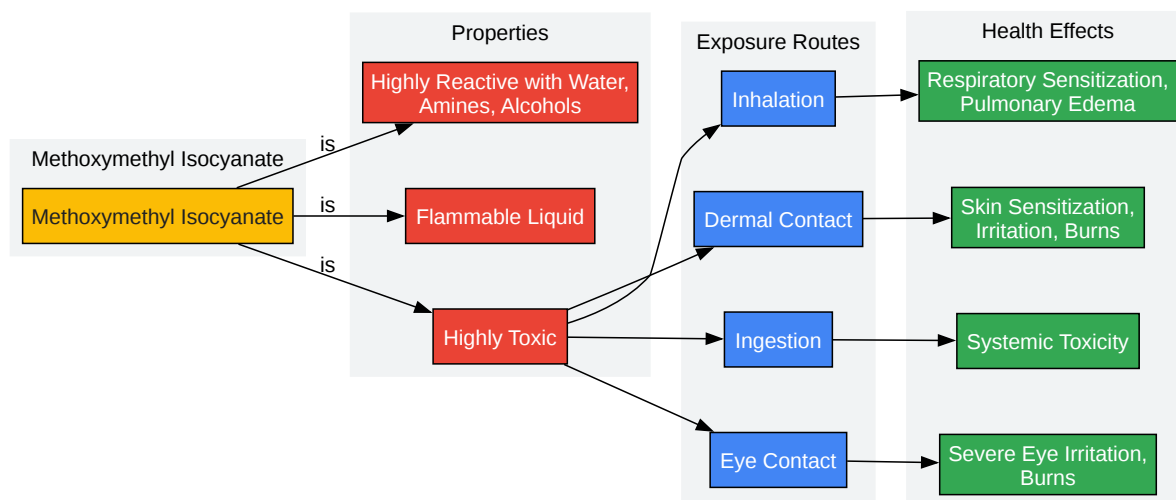 Properties
Exposure Routes
Health Effects
Highly Reactive with Water,
Amines, Alcohols
Inhalation
Respiratory Sensitization,
Pulmonary Edema
Methoxymethyl Isocyanate
is
Methoxymethyl Isocyanate
is
Flammable Liquid
Dermal Contact
Skin Sensitization,
Irritation, Burns
is
Highly Toxic
Ingestion
Systemic Toxicity
Eye Contact
Severe Eye Irritation,
Burns